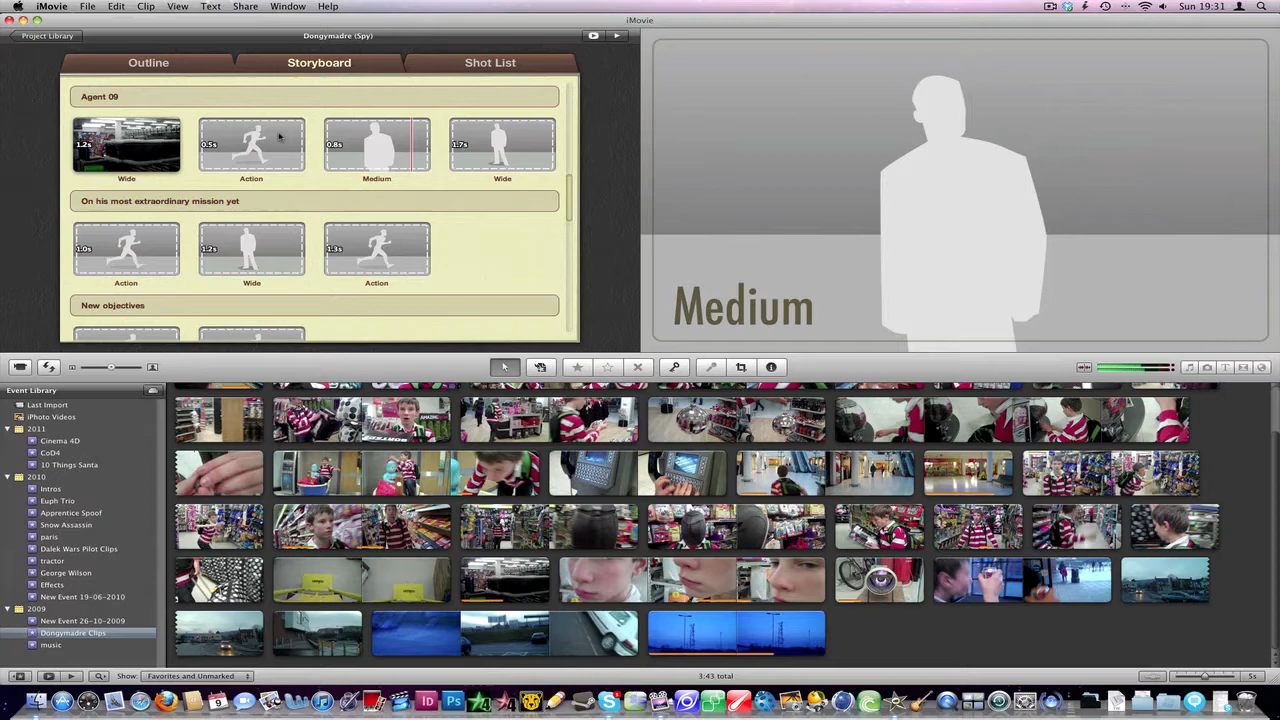 iMovie File Edit Clip View Text Share Window Help
Sun 19:31
iMovie
Project Library
Dongymadre (Spy)
Outline Storyboard Shot List
Agent 09
1.2s 0.5s 0.8s 1.7s
Wide Action Medium Wide
On his most extraordinary mission yet
1.0s 1.2s 1.3s
Action Wide Action
New objectives
Medium
Event Library
Last Import
iPhoto Videos
2011
Cinema 4D
CoD4
10 Things Santa
2010
Intros
Euph Trio
Apprentice Spoof
Snow Assassin
paris
Dalek Wars Pilot Clips
tractor
George Wilson
Effects
New Event 19-06-2010
2009
New Event 26-10-2009
Dongymadre Clips
music
Show: Favorites and Unmarked
3:43 total
5s